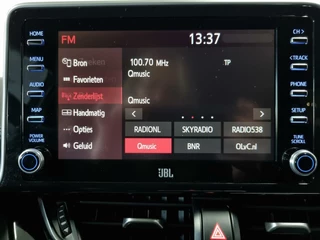 FM
13:37
HOME
MENU
AUDIO
MAP
POWER
VOLUME
Bron
Favorieten
Zenderlijst
Handmatig
Opties
Geluid
100.70 MHz
TP
Qmusic
Qmusic
RADIONL
SKYRADIO
RADIO538
Qmusic
BNR
OLvC.nl
CH >
< TRACK
PHONE
SETUP
TUNE
SCROLL
JBL